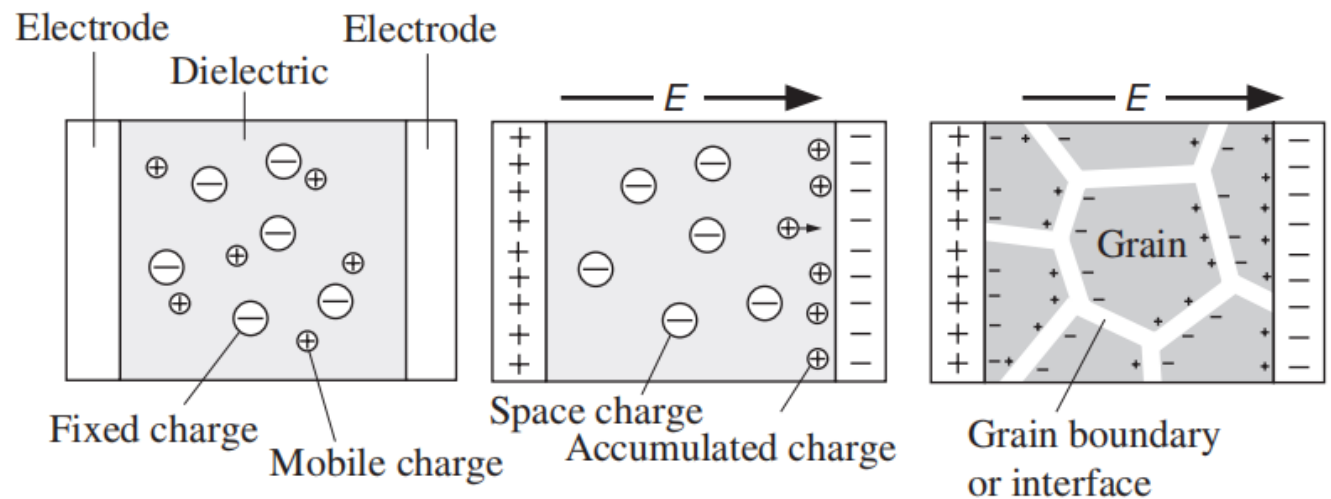 Electrode
Electrode
Dielectric
E
E
Grain
Fixed charge
Mobile charge
Space charge
Accumulated charge
Grain boundary
or interface